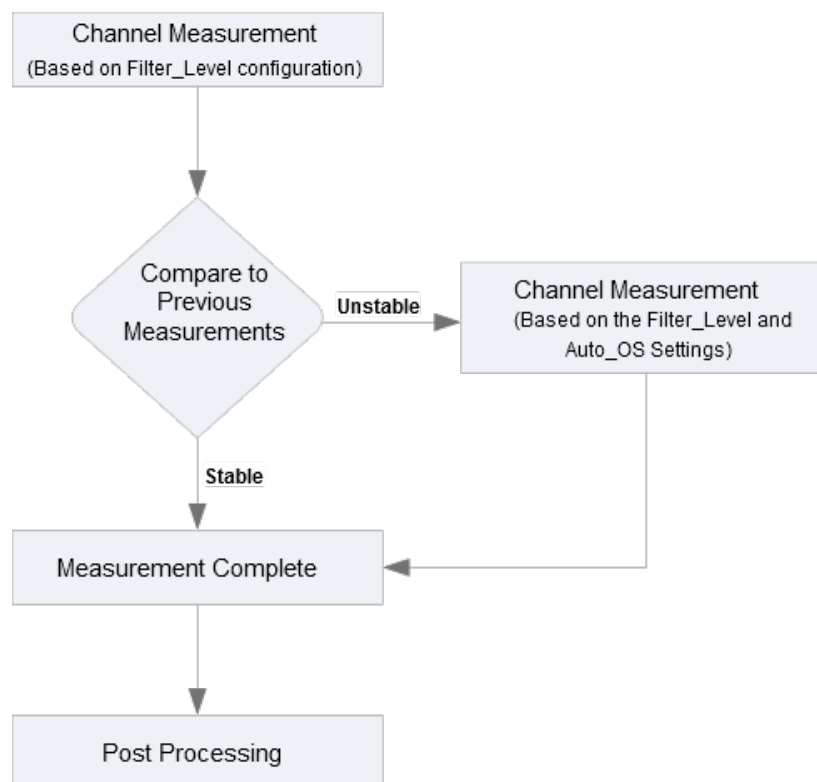 Channel Measurement
(Based on Filter_Level configuration)
Compare to
Previous
Measurements
Unstable
Channel Measurement
(Based on the Filter_Level and
Auto_OS Settings)
Stable
Measurement Complete
Post Processing